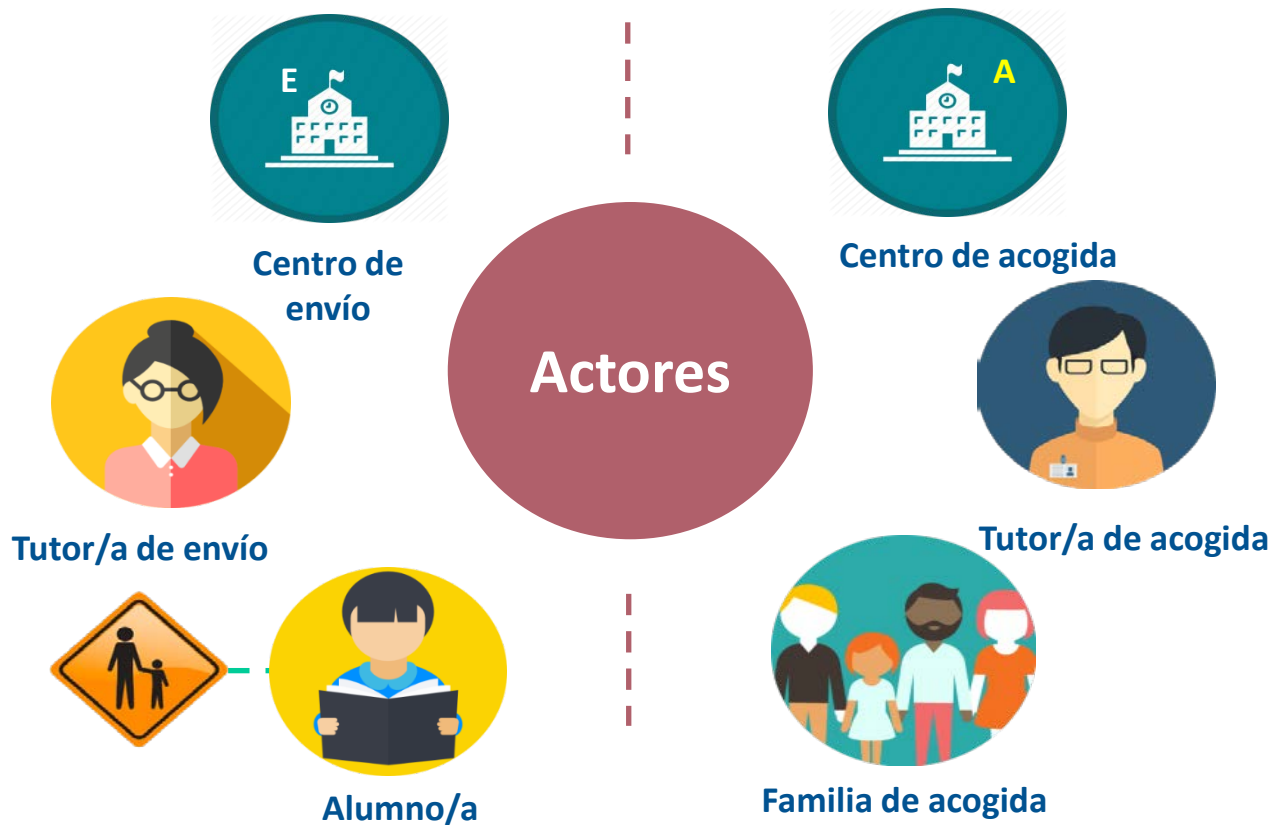 E
A
Centro de
envío
Centro de acogida
Actores
Tutor/a de envío
Tutor/a de acogida
Alumno/a
Familia de acogida